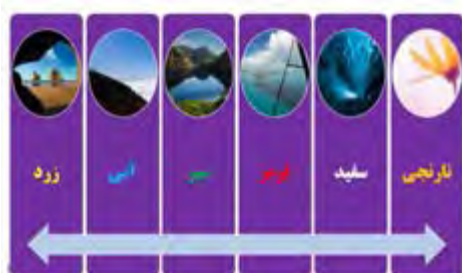 نارنجی
سفید
قرمز
سبز
آبی
زرد